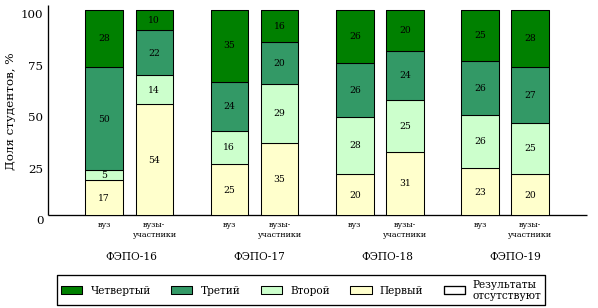 Доля студентов, %
100
75
50
25
0
28
50
5
17
10
22
14
54
35
24
16
25
16
20
29
35
26
26
28
20
20
24
25
31
25
26
26
23
28
27
25
20
вуз
вузы-
участники
вуз
вузы-
участники
вуз
вузы-
участники
вуз
вузы-
участники
ФЭПО-16
ФЭПО-17
ФЭПО-18
ФЭПО-19
Четвертый
Третий
Второй
Первый
Результаты
отсутствуют